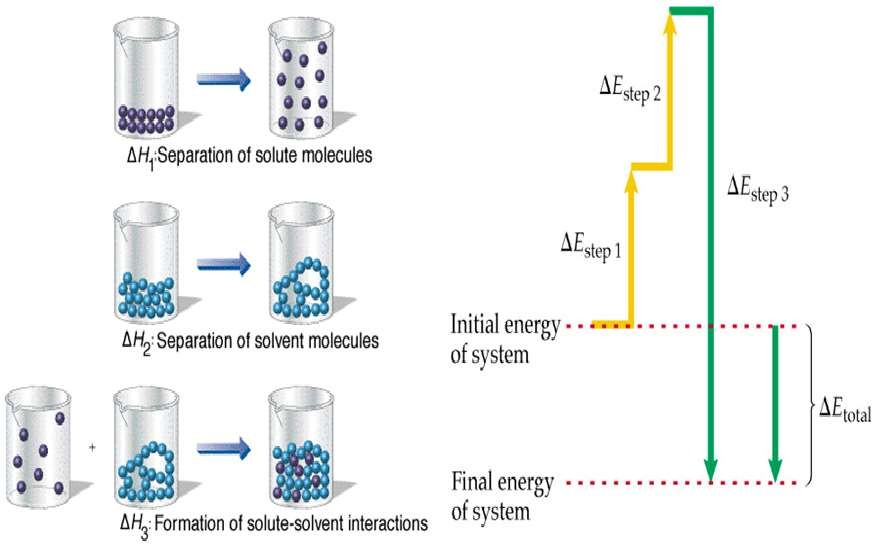 ΔH1:Separation of solute molecules
ΔH2: Separation of solvent molecules
+
ΔH3: Formation of solute-solvent interactions
ΔEstep 2
ΔEstep 3
ΔEstep 1
Initial energy
of system
ΔEtotal
Final energy
of system